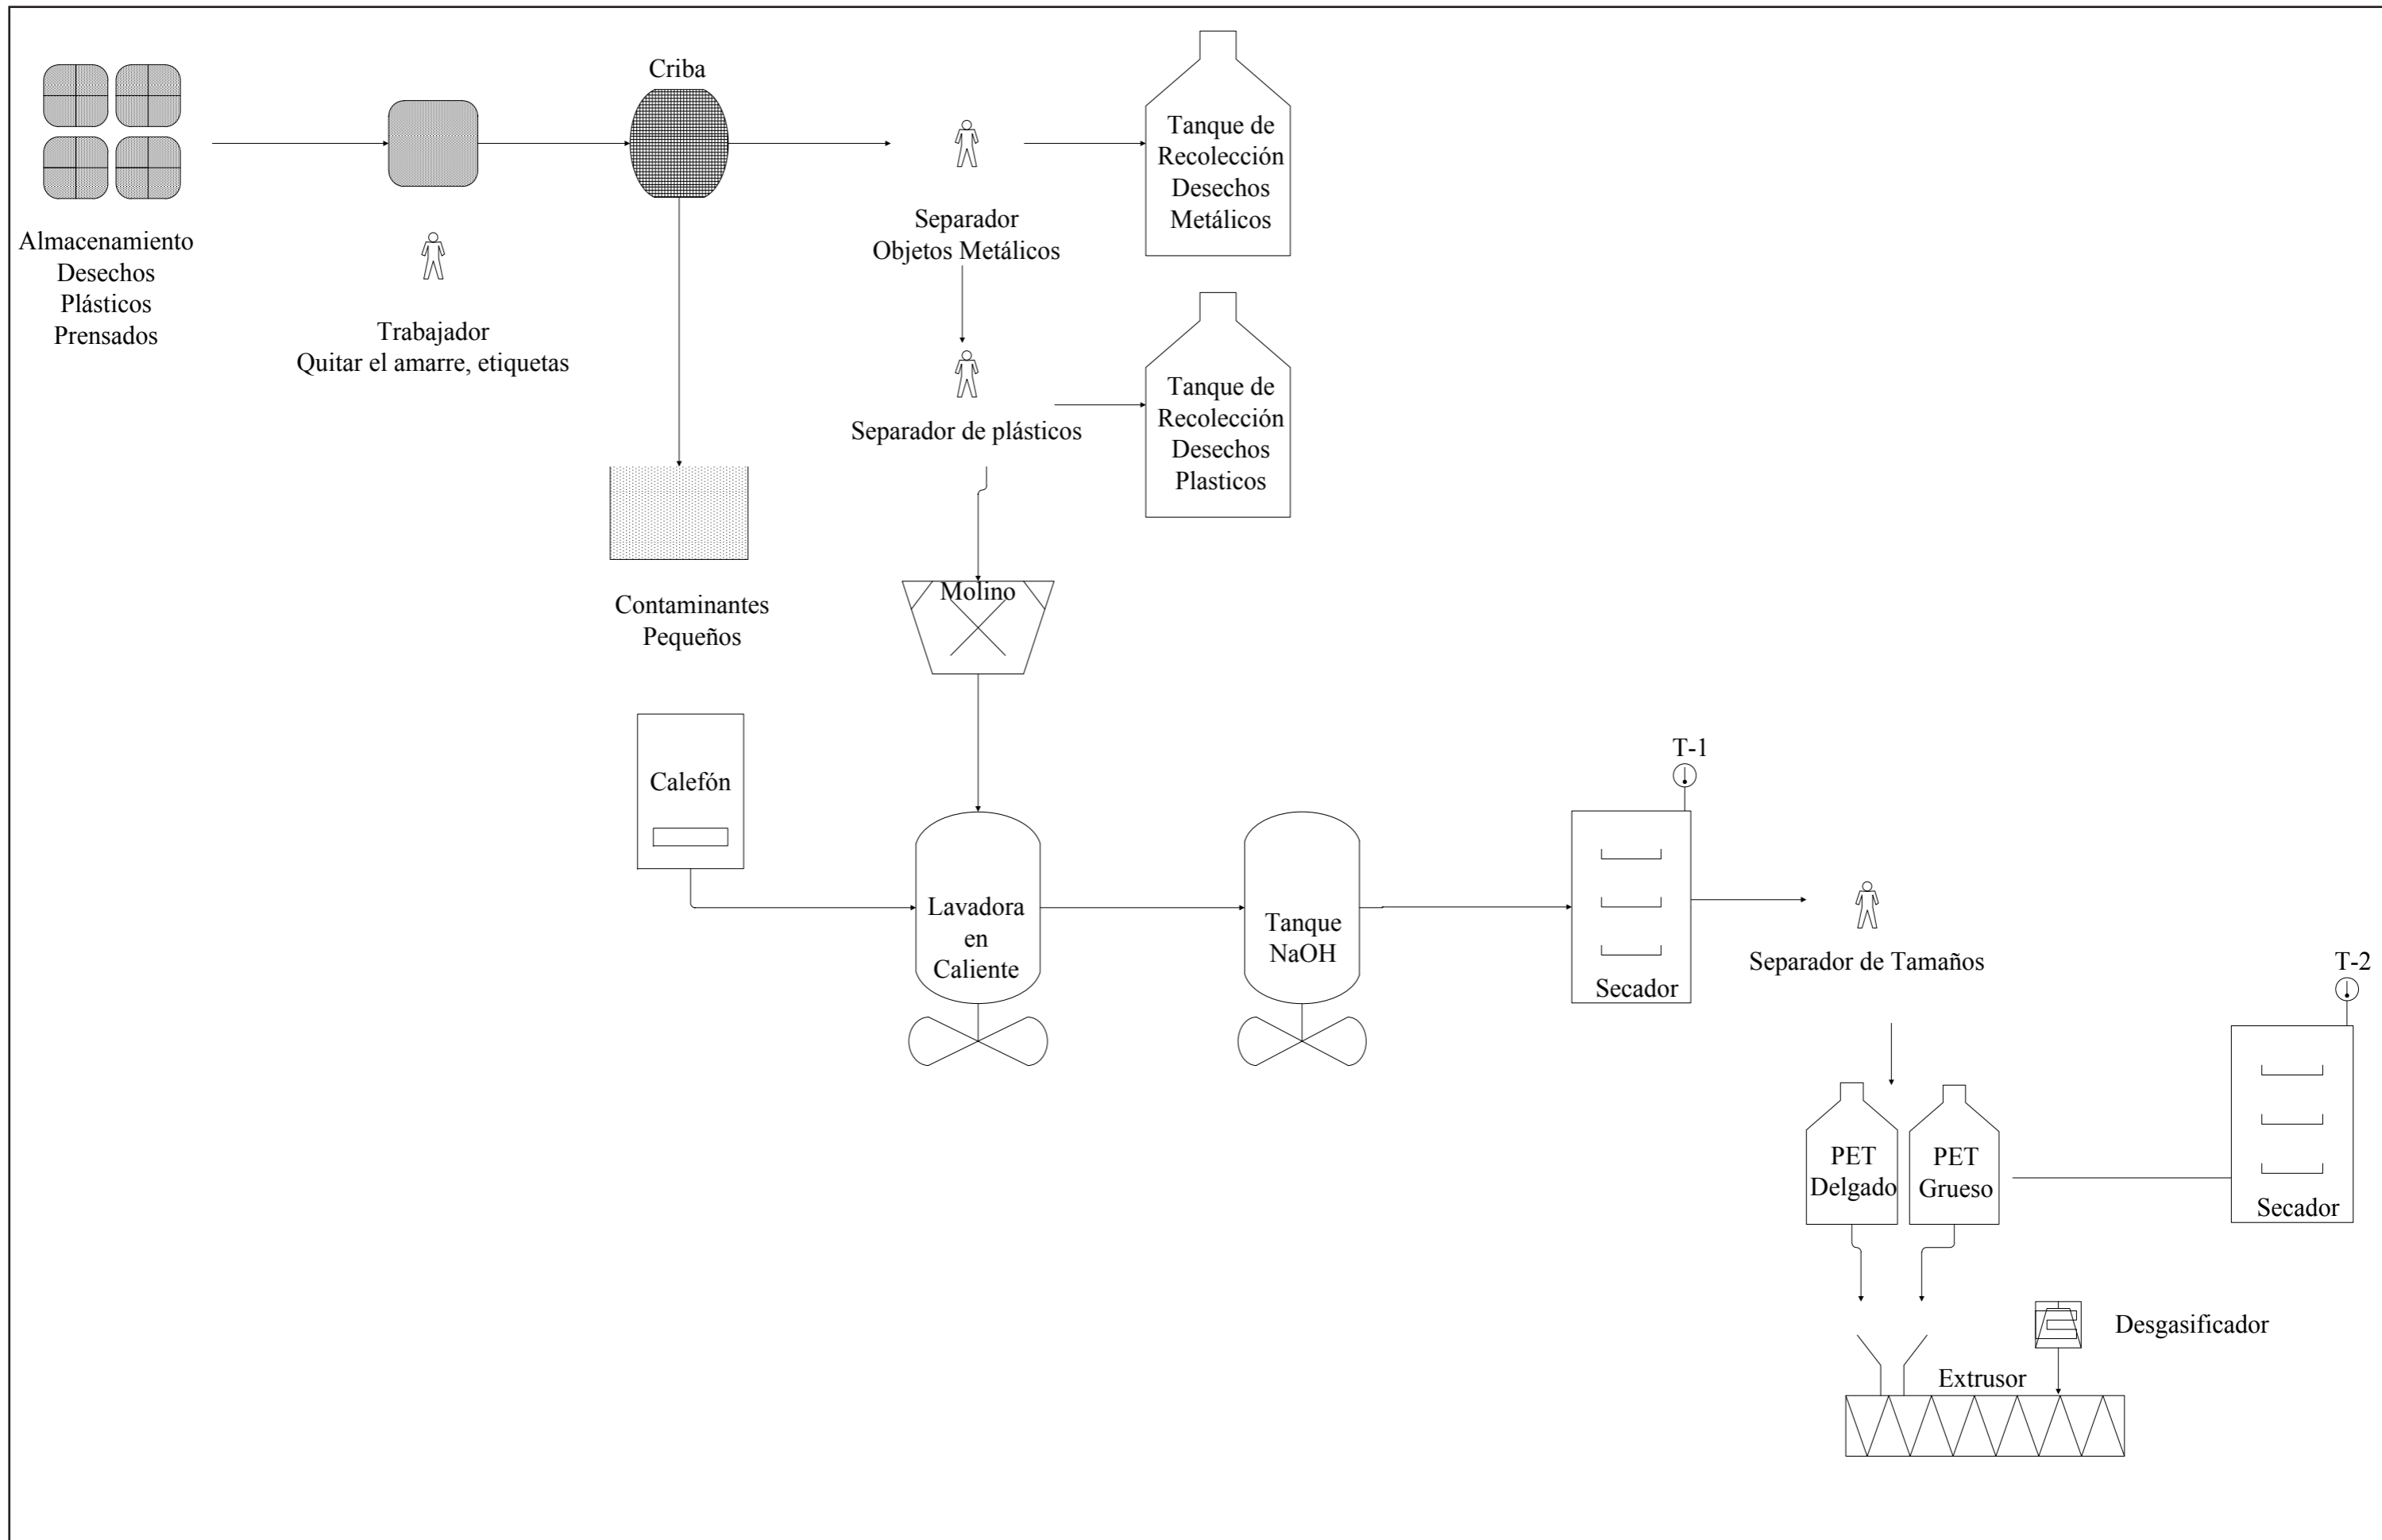 Criba
Tanque de
Recolección
Desechos
Metálicos
Almacenamiento
Desechos
Plásticos
Prensados
Separador
Objetos Metálicos
Trabajador
Quitar el amarre, etiquetas
Separador de plásticos
Tanque de
Recolección
Desechos
Plasticos
Molino
Contaminantes
Pequeños
Calefón
T-1
Lavadora
en
Caliente
Tanque
NaOH
Secador
Separador de Tamaños
T-2
PET
Delgado
PET
Grueso
Secador
Desgasificador
Extrusor